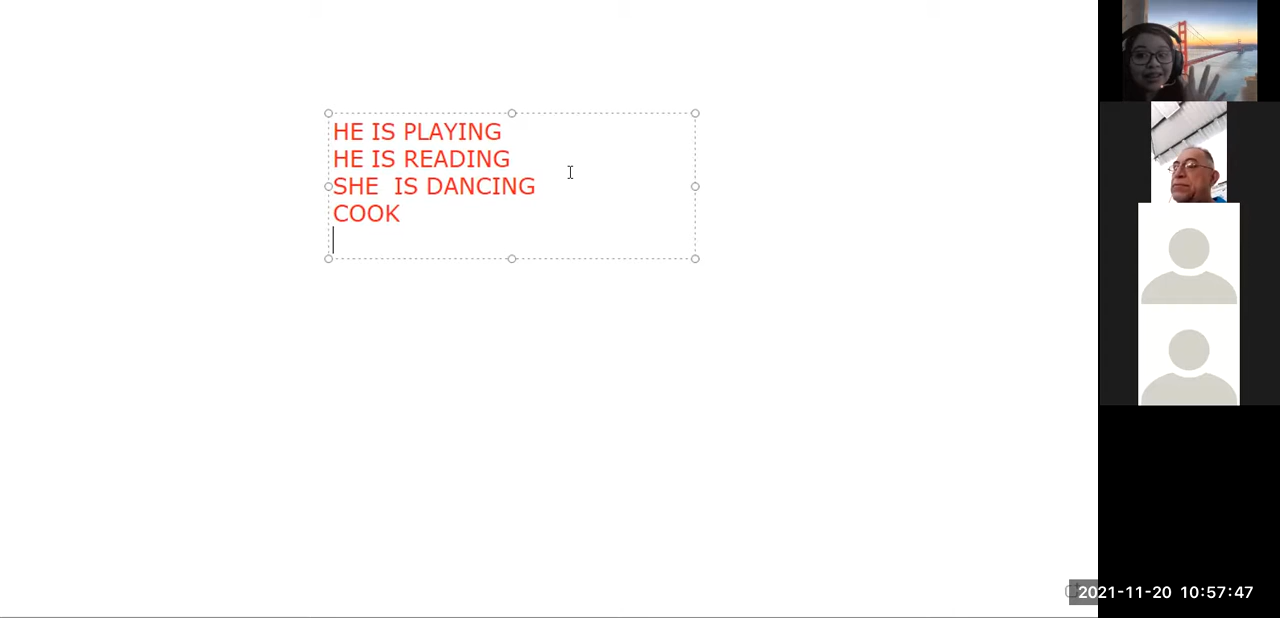 HE IS PLAYING
HE IS READING
SHE  IS DANCING
COOK
2021-11-20 10:57:47